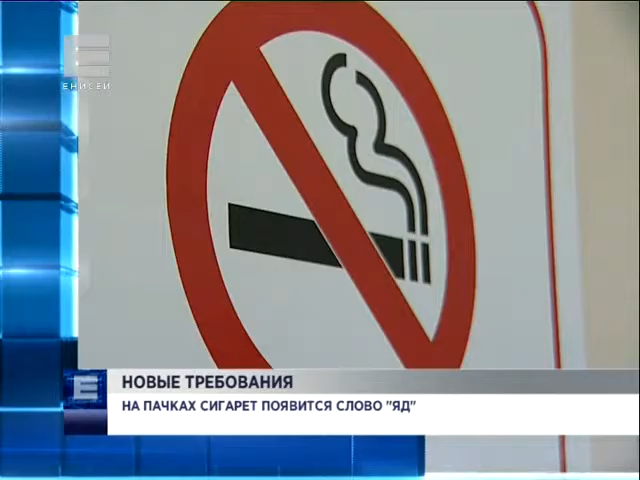 Е
ЕНИСЕЙ
Е
НОВЫЕ ТРЕБОВАНИЯ
НА ПАЧКАХ СИГАРЕТ ПОЯВИТСЯ СЛОВО "ЯД"